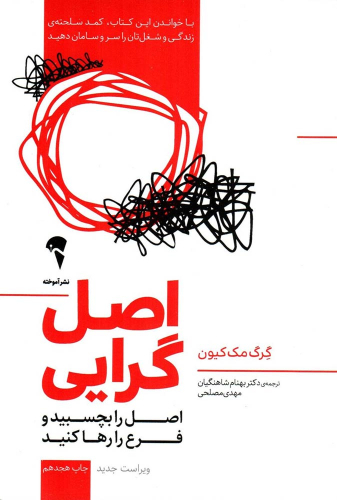 با خواندن این کتاب، کمد سلخته‌ی
زندگی و شغل‌تان را سر و سامان دهید
نشر آموخته
اصل
گرایی
گرگ مک کیون
ترجمه‌ی دکتر بهنام شاهنگیان
مهدی مصلحی
اصل را بچسبید و
فرع را رها کنید
ویراست جدید
چاپ هجدهم